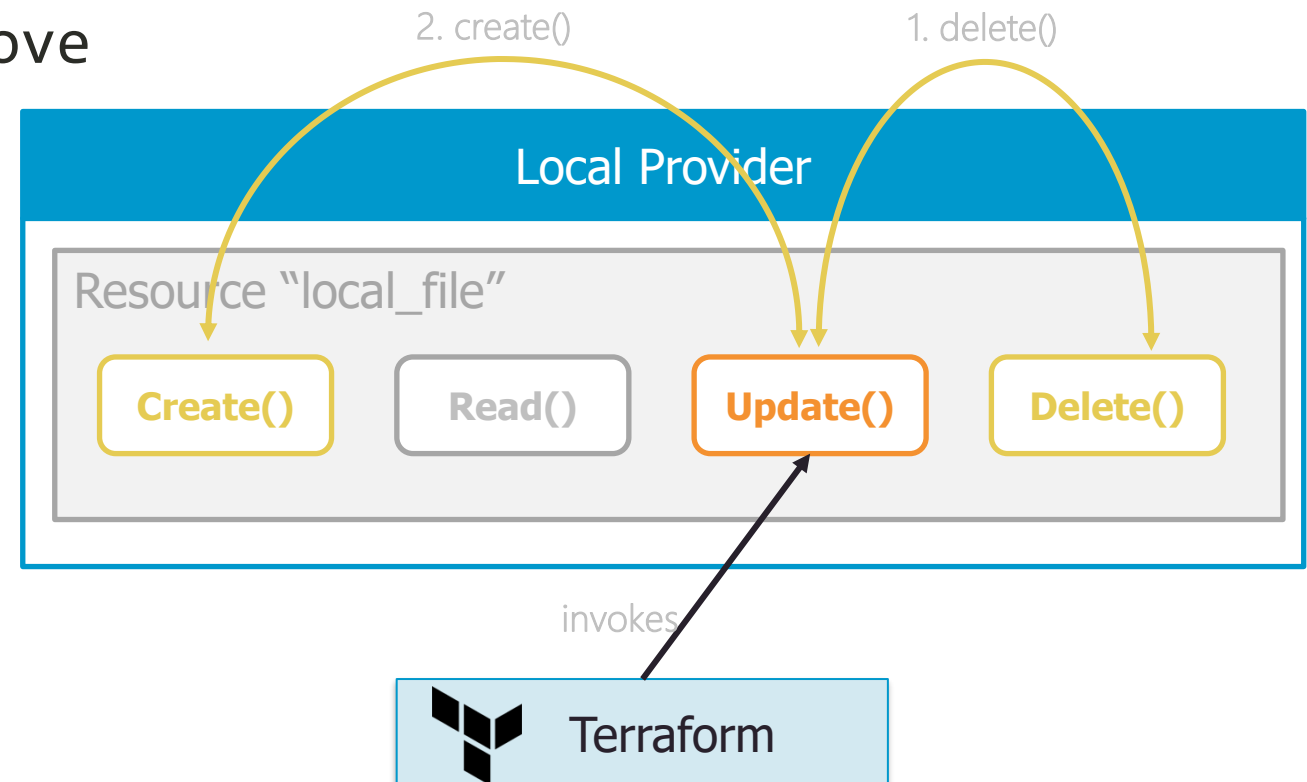 ove
2. create()
1. delete()
Local Provider
Resource “local_file”
Create()
Read()
Update()
Delete()
invokes
Terraform